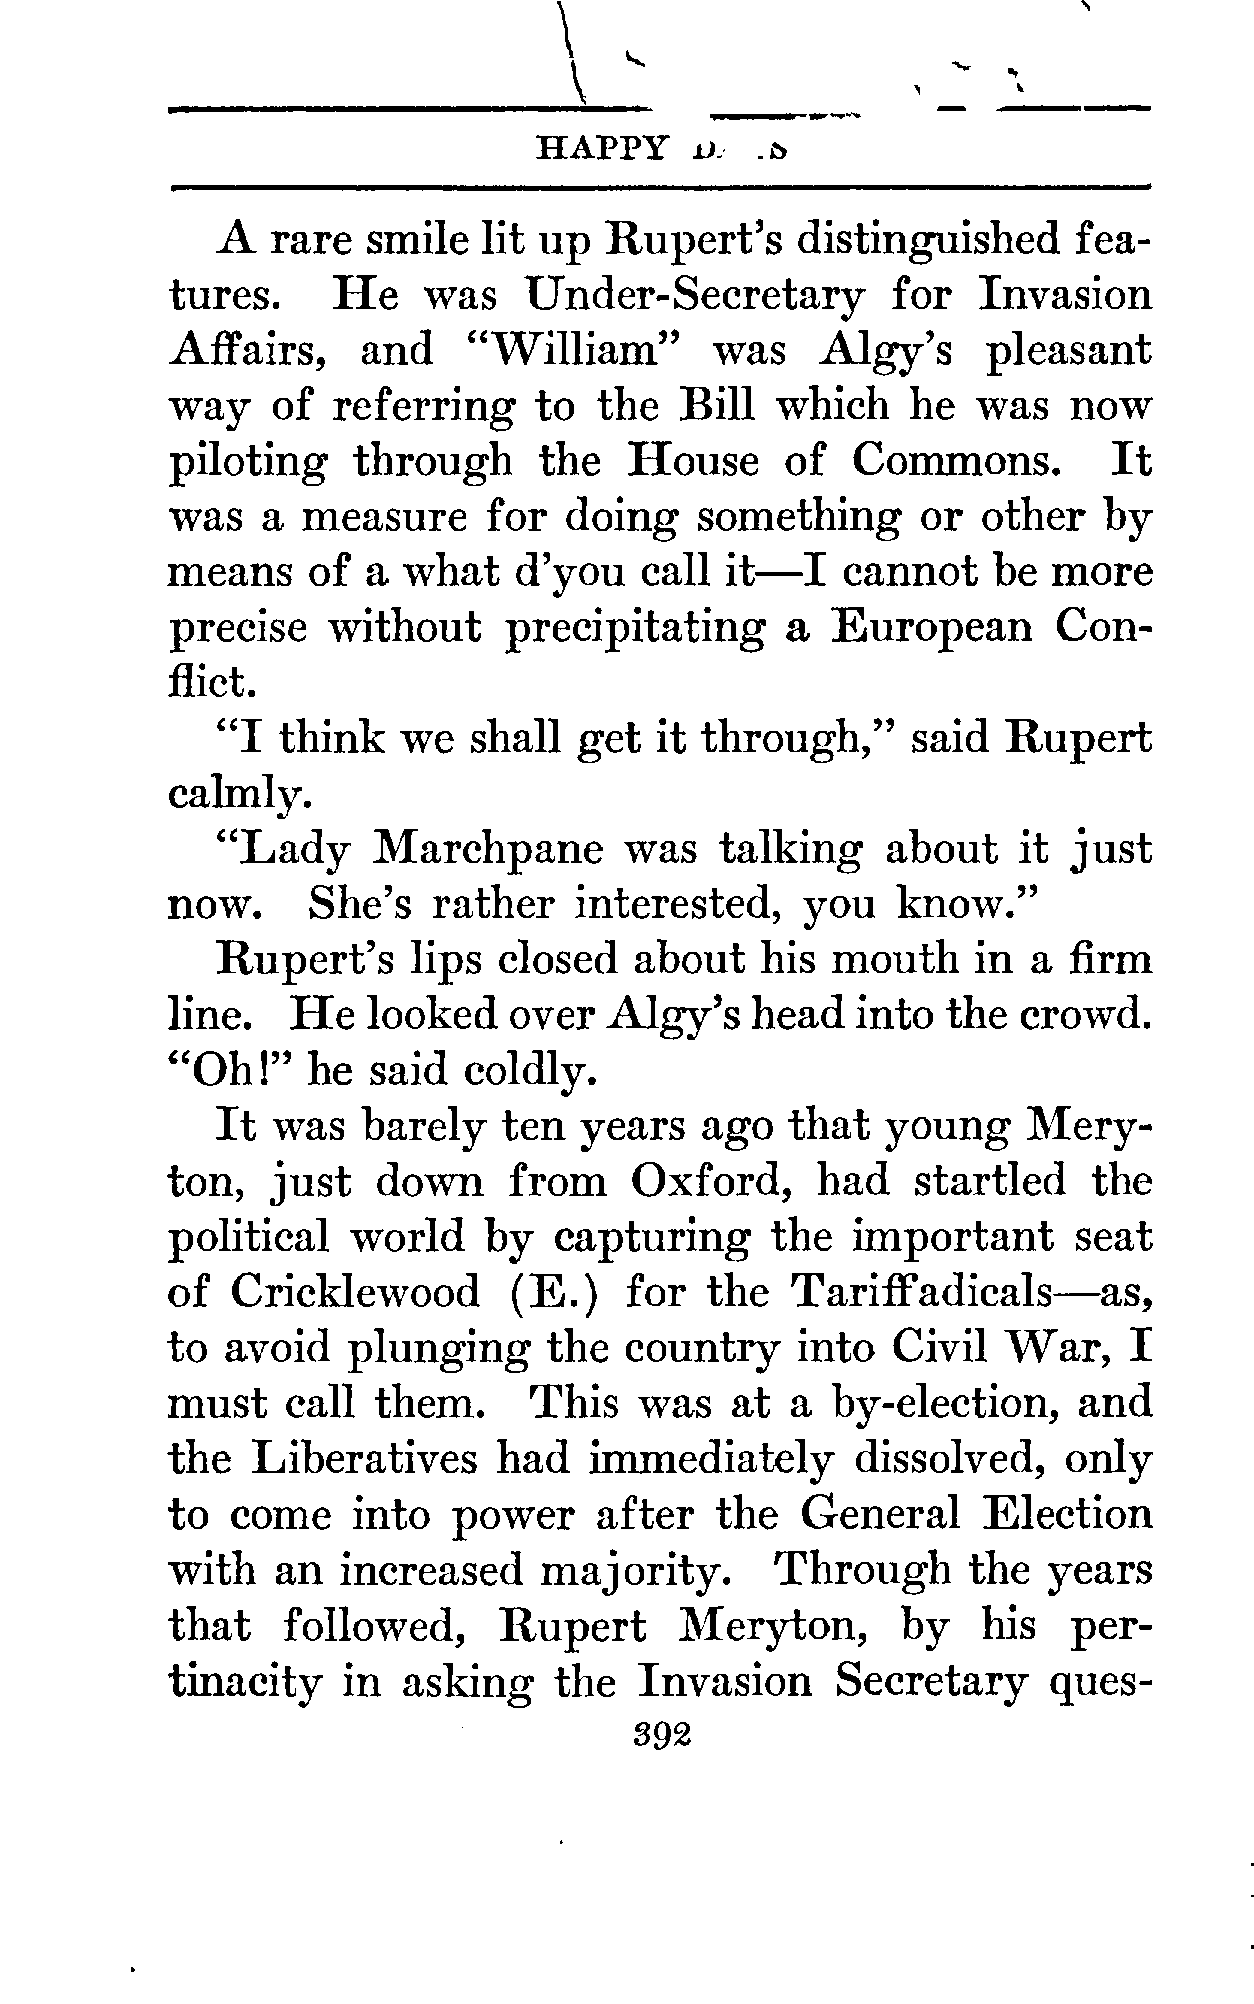 HAPPY
A rare smile lit up Rupert's distinguished fea-
tures. He was Under-Secretary for Invasion
Affairs, and “William” was Algy's pleasant
way of referring to the Bill which he was now
piloting through the House of Commons. It
was a measure for doing something or other by
means of a what d'you call it—I cannot be more
precise without precipitating a European Con-
flict.
“I think we shall get it through,” said Rupert
calmly.
“Lady Marchpane was talking about it just
now. She's rather interested, you know.”
Rupert's lips closed about his mouth in a firm
line. He looked over Algy's head into the crowd.
“Oh!” he said coldly.
It was barely ten years ago that young Mery-
ton, just down from Oxford, had startled the
political world by capturing the important seat
of Cricklewood (E.) for the Tariffadicals—as,
to avoid plunging the country into Civil War, I
must call them. This was at a by-election, and
the Liberatives had immediately dissolved, only
to come into power after the General Election
with an increased majority. Through the years
that followed, Rupert Meryton, by his per-
tinacity in asking the Invasion Secretary ques-
392